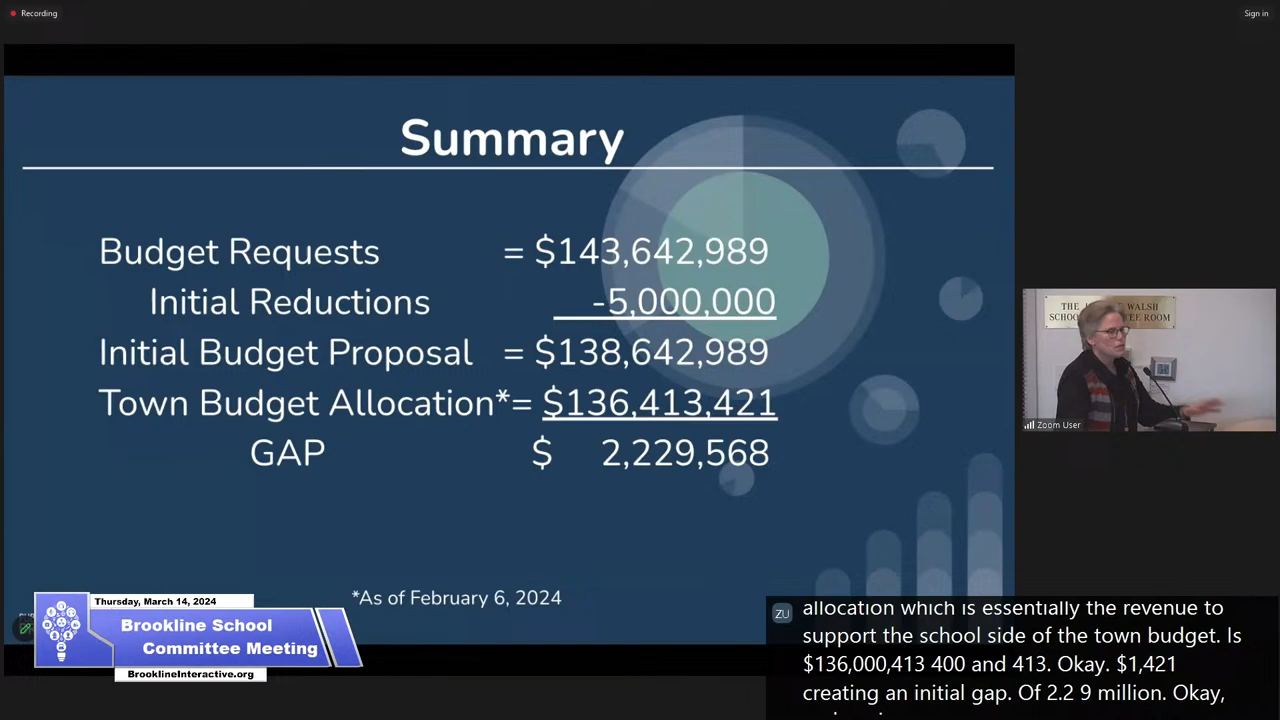 Recording
Sign in
Summary
Budget Requests = $143,642,989
Initial Reductions -5,000,000
Initial Budget Proposal = $138,642,989
Town Budget Allocation*= $136,413,421
GAP $ 2,229,568
*As of February 6, 2024
THE WALSH
SCHOOL ROOM
Zoom User
Thursday, March 14, 2024
Brookline School
Committee Meeting
BrooklineInteractive.org
ZU
allocation which is essentially the revenue to
support the school side of the town budget. Is
$136,000,413 400 and 413. Okay. $1,421
creating an initial gap. Of 2.2 9 million. Okay,